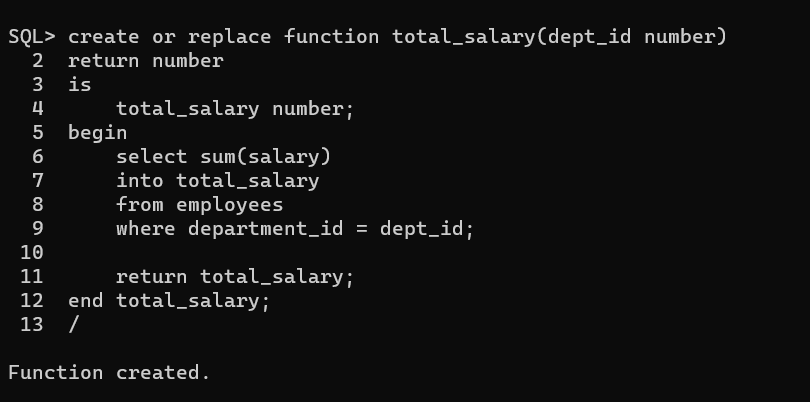 SQL> create or replace function total_salary(dept_id number)
  2  return number
  3  is
  4      total_salary number;
  5  begin
  6      select sum(salary)
  7      into total_salary
  8      from employees
  9      where department_id = dept_id;
 10
 11      return total_salary;
 12  end total_salary;
 13  /
Function created.